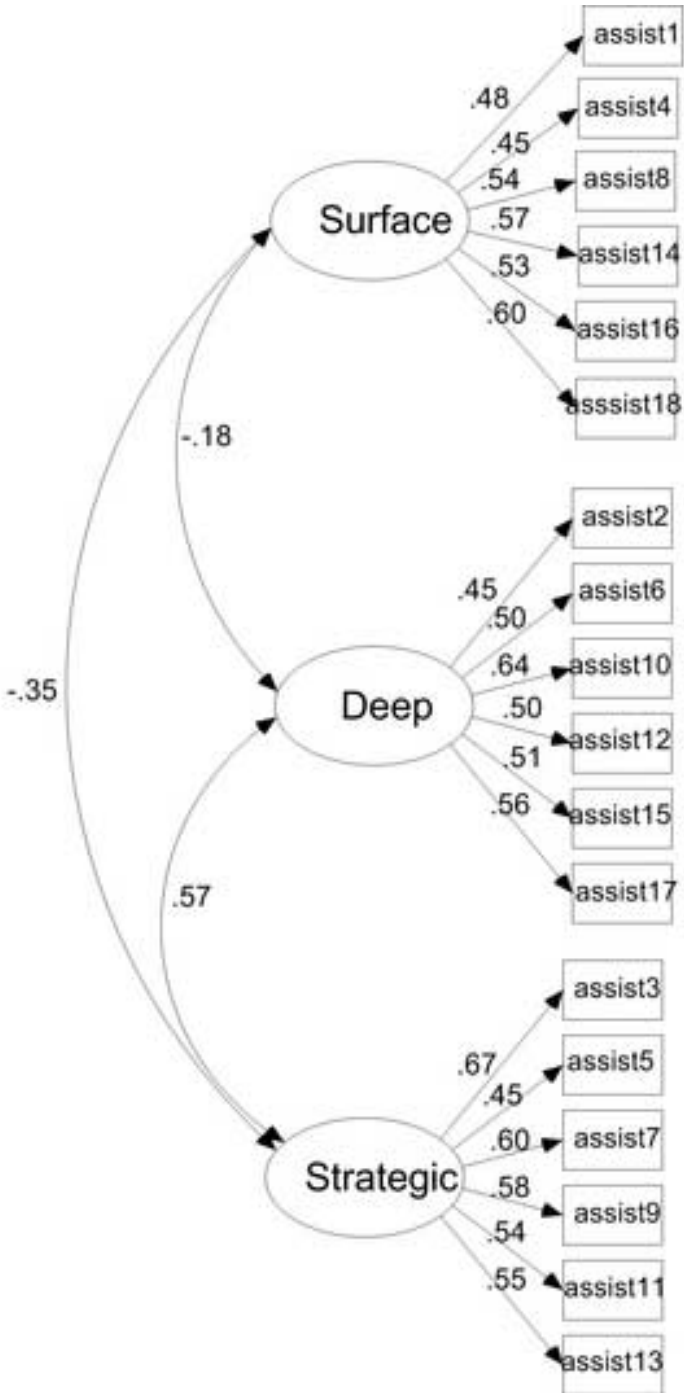 assist1
.48
assist4
.45
assist8
.54
Surface
.57
assist14
.53
assist16
.60
asssist18
-.18
assist2
.45
assist6
.50
.64
assist10
-.35
Deep
.50
assist12
.51
assist15
.56
assist17
.57
assist3
.67
assist5
.45
.60
assist7
Strategic
.58
assist9
.54
assist11
.55
assist13